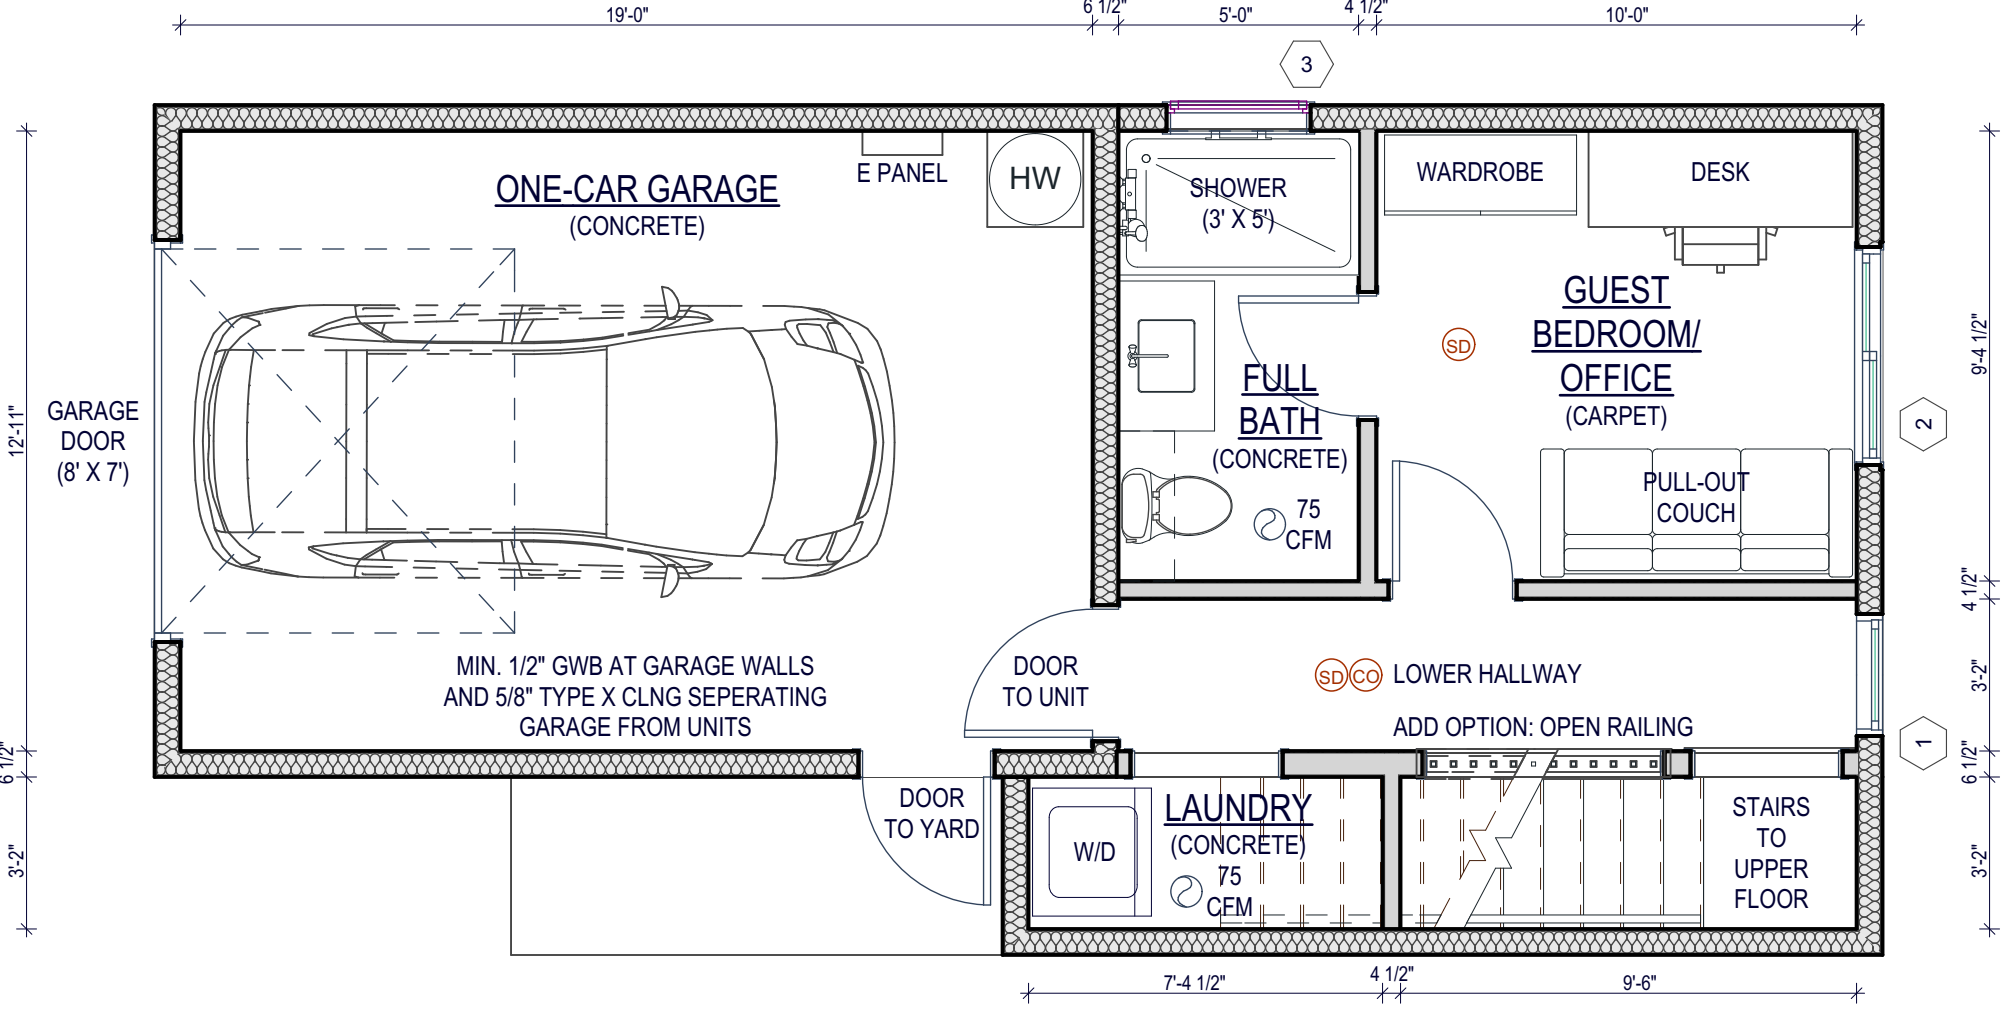 19'-0"
6 1/2"
5'-0"
4 1/2"
10'-0"
3
ONE-CAR GARAGE
(CONCRETE)
E PANEL
HW
SHOWER
(3' X 5')
WARDROBE
DESK
GUEST
BEDROOM/
OFFICE
(CARPET)
SD
FULL
BATH
(CONCRETE)
75
CFM
PULL-OUT
COUCH
GARAGE
DOOR
(8' X 7')
12'-11"
6 1/2"
3'-2"
9'-4 1/2"
2
4 1/2"
3'-2"
1
6 1/2"
3'-2"
MIN. 1/2" GWB AT GARAGE WALLS
AND 5/8" TYPE X CLNG SEPERATING
GARAGE FROM UNITS
DOOR
TO UNIT
SD
CO
LOWER HALLWAY
ADD OPTION: OPEN RAILING
DOOR
TO YARD
W/D
LAUNDRY
(CONCRETE)
75
CFM
STAIRS
TO
UPPER
FLOOR
7'-4 1/2"
4 1/2"
9'-6"